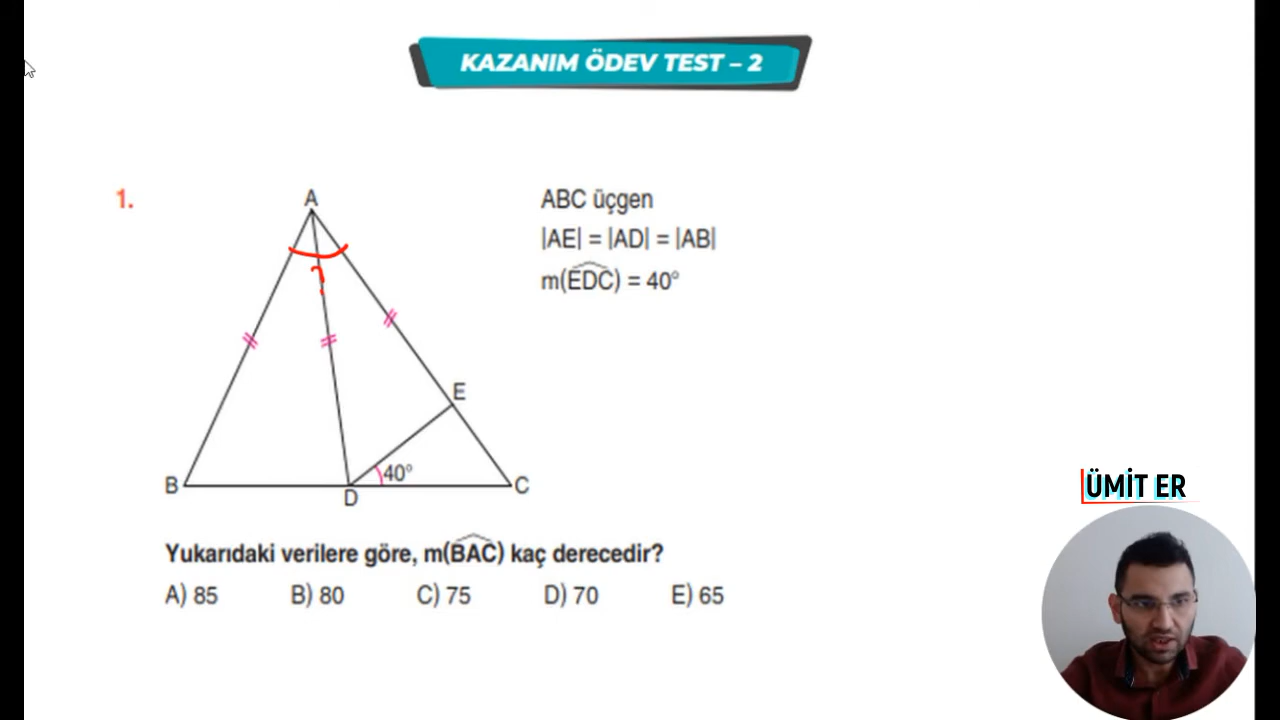 KAZANIM ÖDEV TEST – 2
1.
A
ABC üçgen
|AE| = |AD| = |AB|
m(EDC) = 40°
?
E
40°
B
D
C
ÜMİT ER
Yukarıdaki verilere göre, m(BAC) kaç derecedir?
A) 85 B) 80 C) 75 D) 70 E) 65